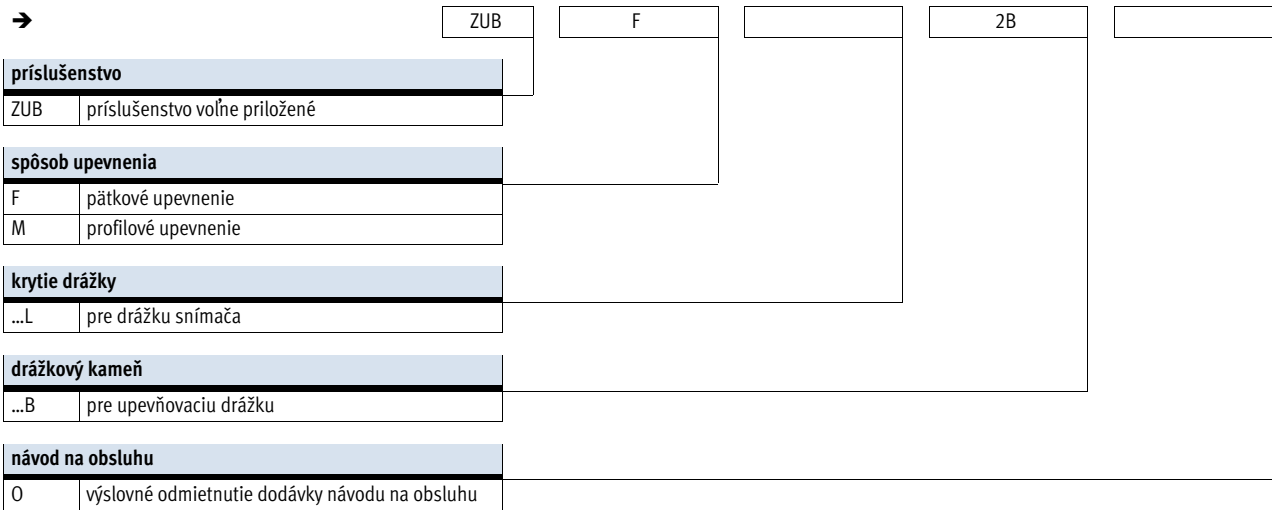 ➔ ZUB F 2B
príslušenstvo
ZUB príslušenstvo voľne priložené
spôsob upevnenia
F pätkové upevnenie
M profilové upevnenie
krytie drážky
...L pre drážku snímača
drážkový kameň
...B pre upevňovaciu drážku
návod na obsluhu
O výslovné odmietnutie dodávky návodu na obsluhu